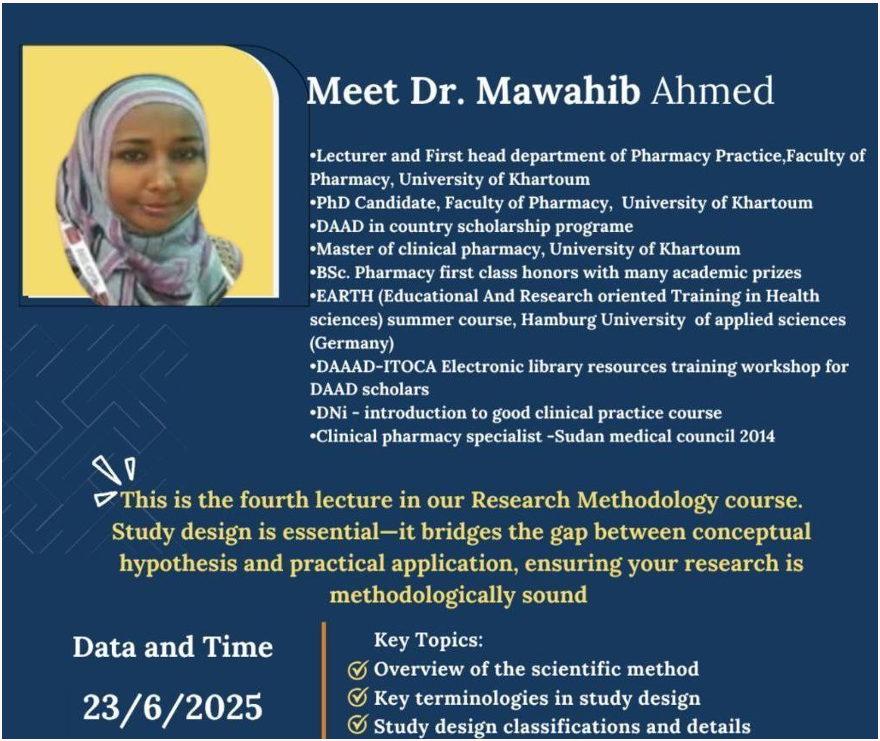 Meet Dr. Mawahib Ahmed
•Lecturer and First head department of Pharmacy Practice,Faculty of
Pharmacy, University of Khartoum
•PhD Candidate, Faculty of Pharmacy, University of Khartoum
•DAAD in country scholarship programe
•Master of clinical pharmacy, University of Khartoum
•BSc. Pharmacy first class honors with many academic prizes
•EARTH (Educational And Research oriented Training in Health
sciences) summer course, Hamburg University of applied sciences
(Germany)
•DAAAD-ITOCA Electronic library resources training workshop for
DAAD scholars
•DNi - introduction to good clinical practice course
•Clinical pharmacy specialist -Sudan medical council 2014
This is the fourth lecture in our Research Methodology course.
Study design is essential—it bridges the gap between conceptual
hypothesis and practical application, ensuring your research is
methodologically sound
Data and Time
23/6/2025
Key Topics:
Overview of the scientific method
Key terminologies in study design
Study design classifications and details